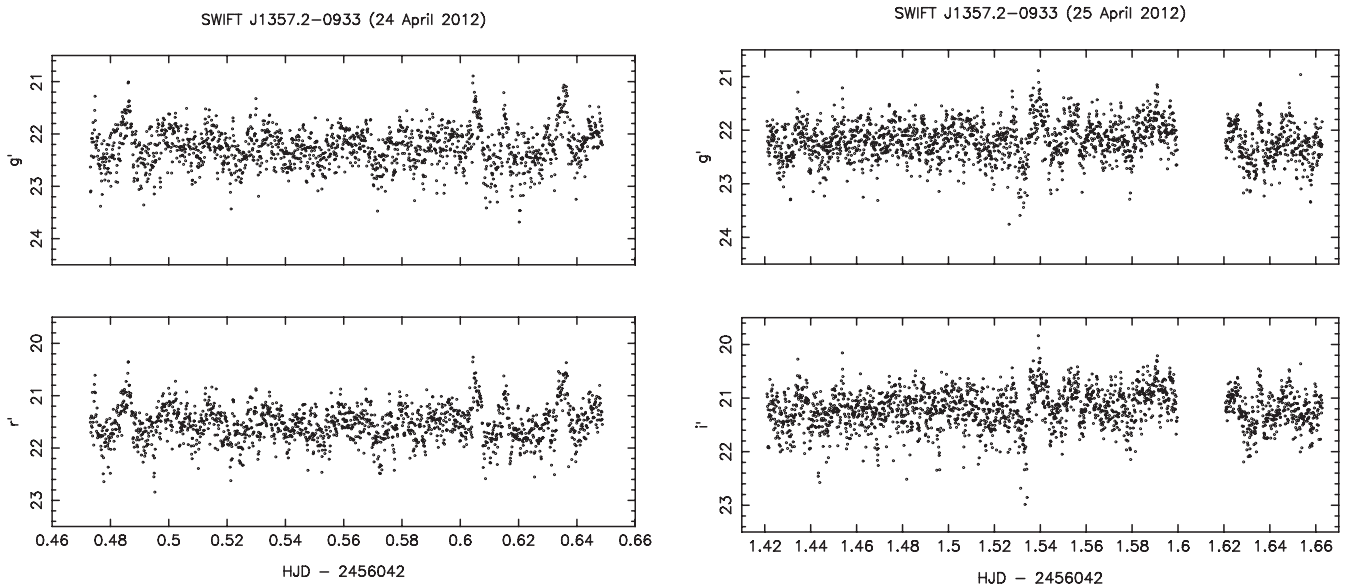 SWIFT J1357.2-0933 (24 April 2012)
g'
21
22
23
24
r'
20
21
22
23
0.46 0.48 0.5 0.52 0.54 0.56 0.58 0.6 0.62 0.64 0.66
HJD - 2456042
SWIFT J1357.2-0933 (25 April 2012)
g'
21
22
23
24
i'
20
21
22
23
1.42 1.44 1.46 1.48 1.5 1.52 1.54 1.56 1.58 1.6 1.62 1.64 1.66
HJD - 2456042